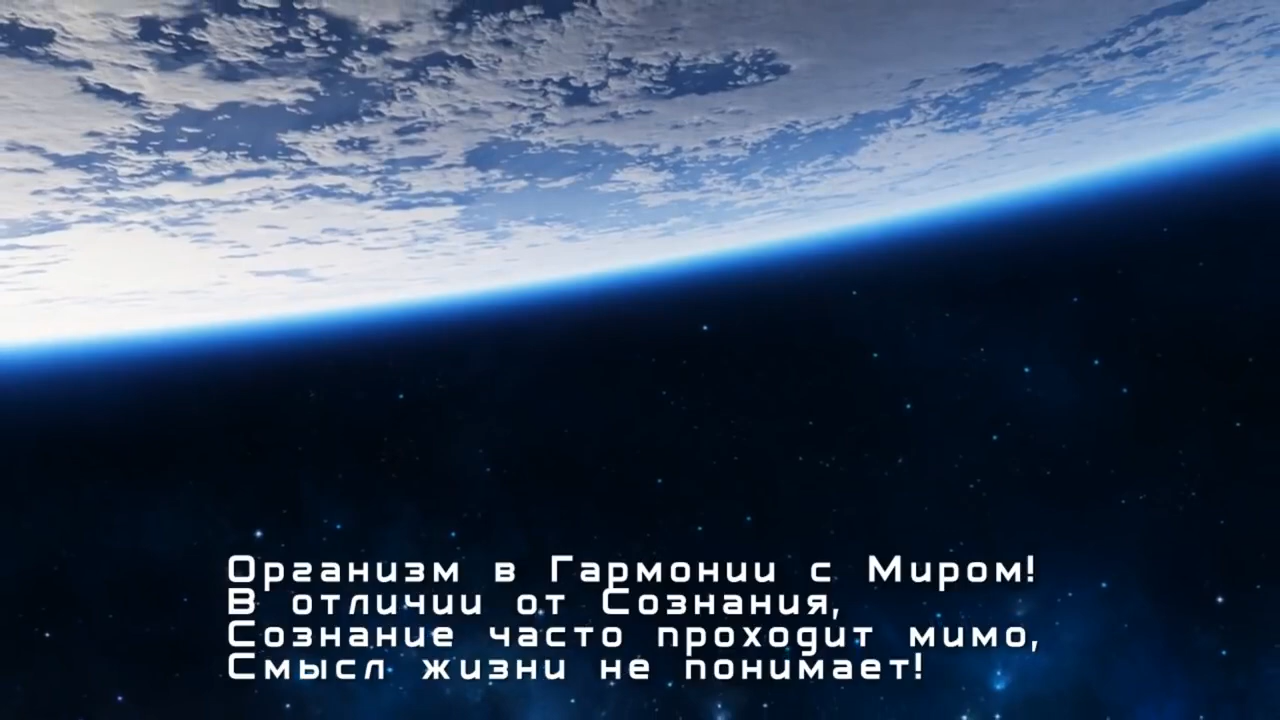 Организм в Гармонии с Миром!
В отличии от Сознания,
Сознание часто проходит мимо,
Смысл жизни не понимает!